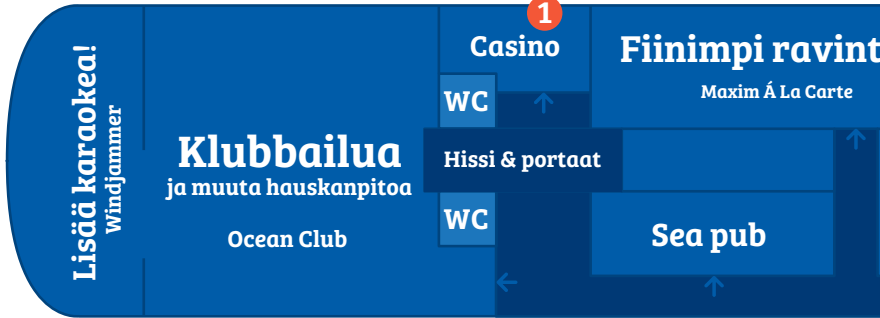 Lisää karaokea!
Windjammer
Klubbailua
ja muuta hauskanpitoa
Ocean Club
1
Casino
WC
Hissi & portaat
WC
Fiinimpi ravint
Maxim Á La Carte
Sea pub